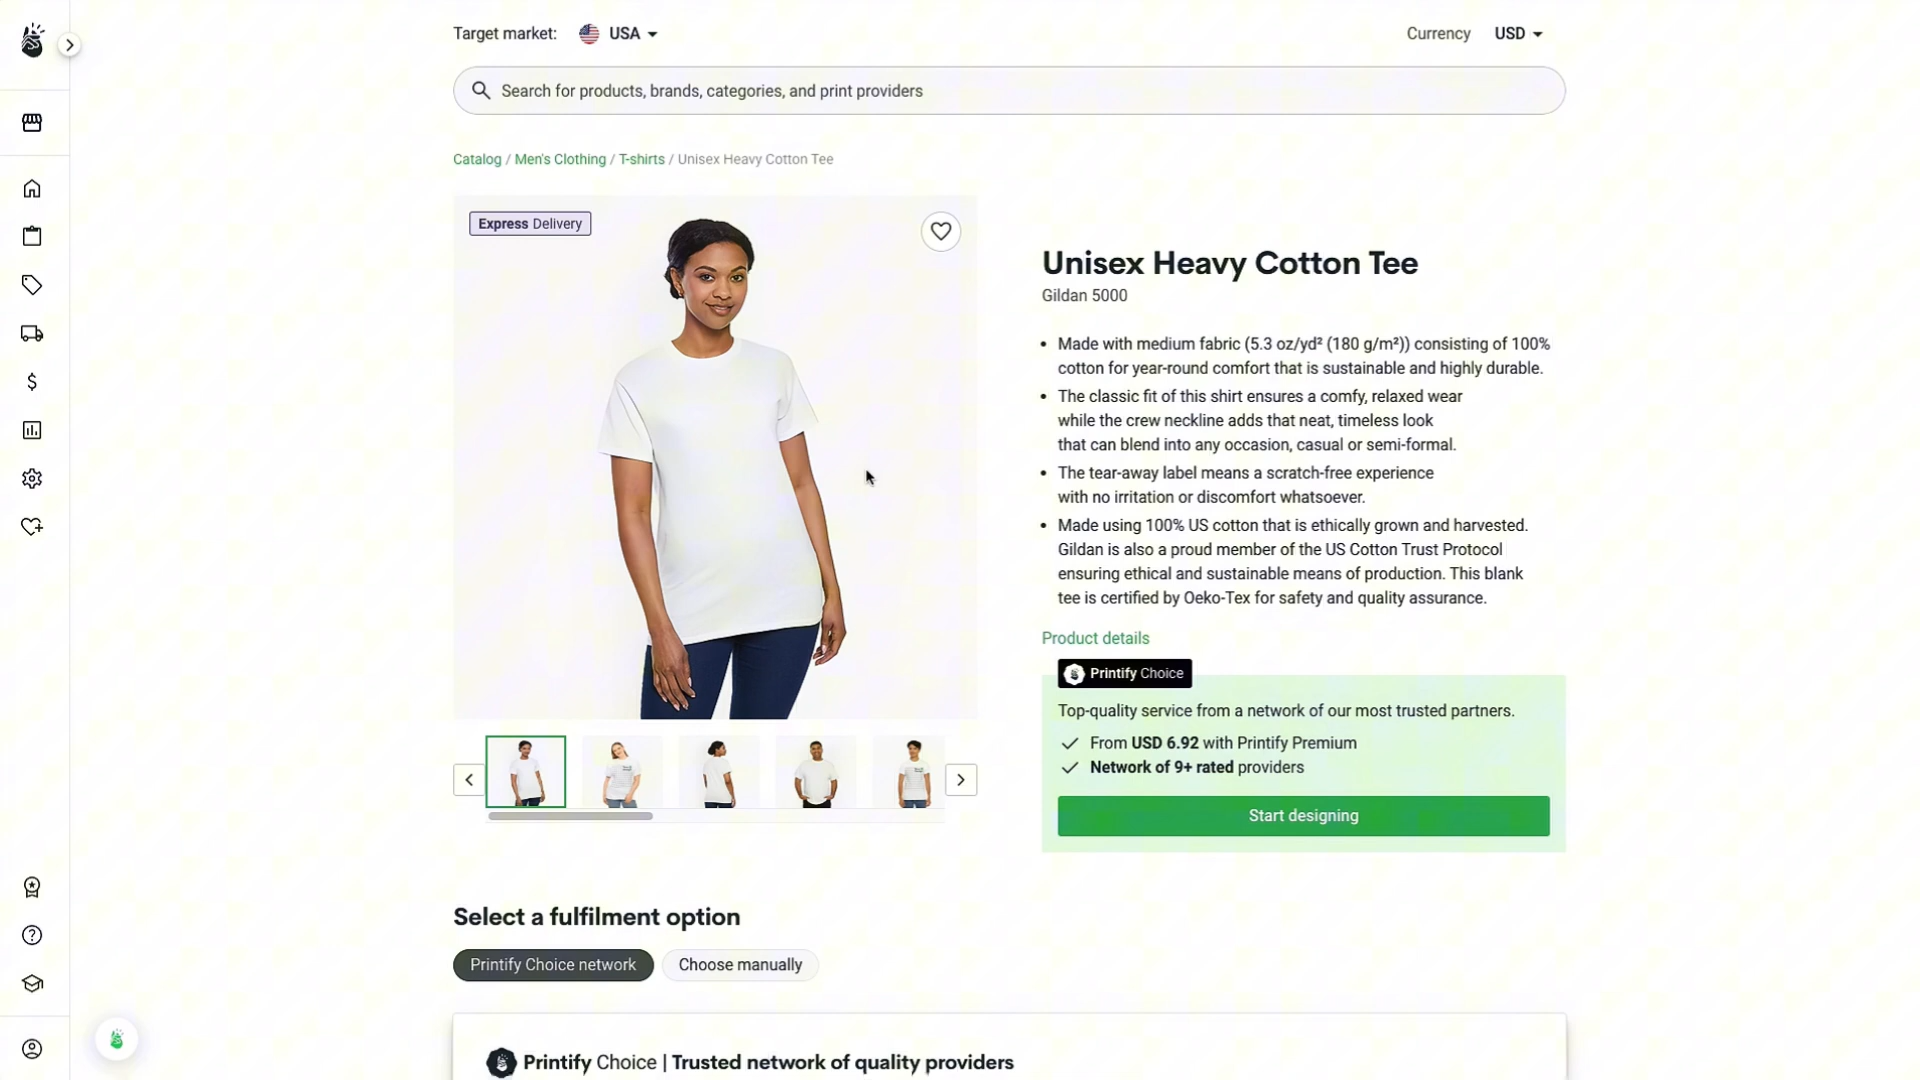 Target market:
USA
Currency
USD
Search for products, brands, categories, and print providers
Catalog / Men's Clothing / T-shirts / Unisex Heavy Cotton Tee
Express Delivery
Unisex Heavy Cotton Tee
Gildan 5000
• Made with medium fabric (5.3 oz/yd² (180 g/m²)) consisting of 100%
cotton for year-round comfort that is sustainable and highly durable.
• The classic fit of this shirt ensures a comfy, relaxed wear
while the crew neckline adds that neat, timeless look
that can blend into any occasion, casual or semi-formal.
• The tear-away label means a scratch-free experience
with no irritation or discomfort whatsoever.
• Made using 100% US cotton that is ethically grown and harvested.
Gildan is also a proud member of the US Cotton Trust Protocol
ensuring ethical and sustainable means of production. This blank
tee is certified by Oeko-Tex for safety and quality assurance.
Product details
Printify Choice
Top-quality service from a network of our most trusted partners.
From USD 6.92 with Printify Premium
Network of 9+ rated providers
Start designing
Select a fulfilment option
Printify Choice network
Choose manually
Printify Choice | Trusted network of quality providers